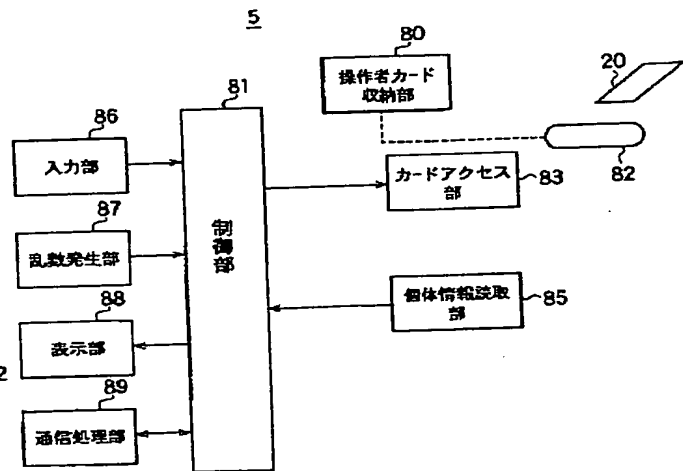 5
80
操作者カード
収納部
20
82
81
制御部
86
入力部
カードアクセス
部
83
87
乱数発生部
個体情報読取
部
85
88
表示部
2
89
通信処理部